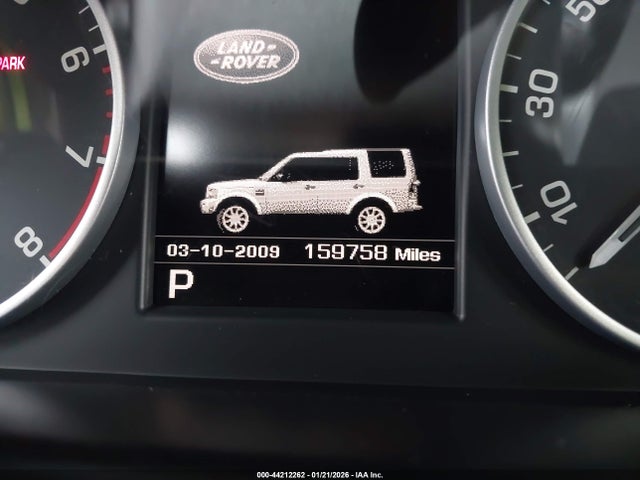 LAND-
-ROVER
PARK
6
7
8
50
30
10
03-10-2009 159758 Miles
P
000-44212262 - 01/21/2026 - IAA Inc.